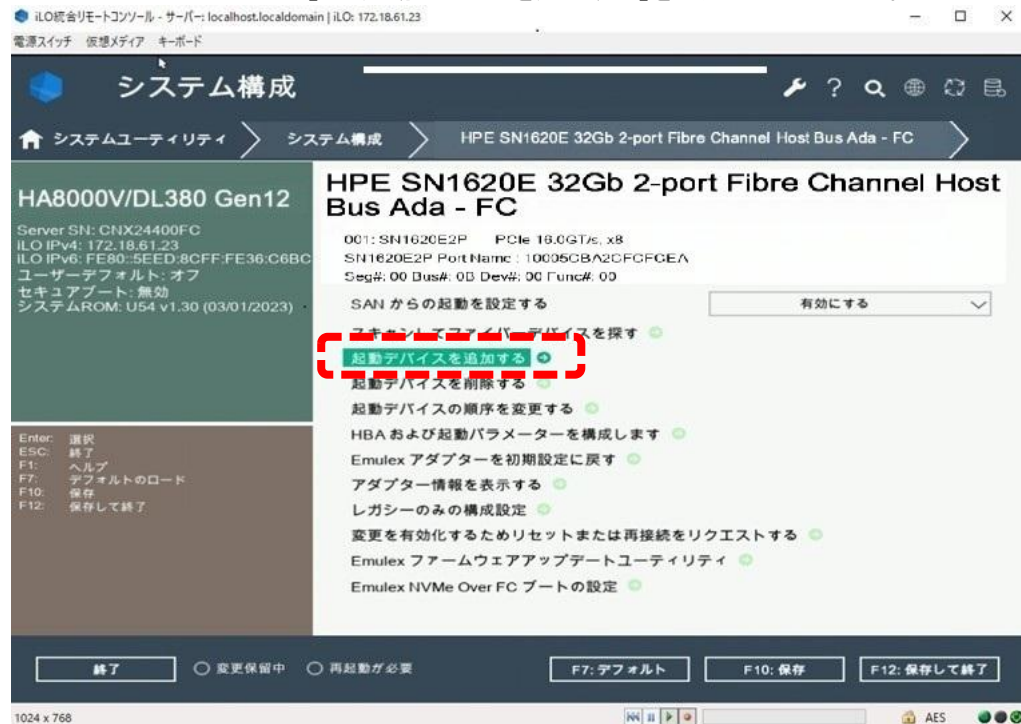 iLO統合リモートコンソール - サーバー: localhost.localdomain | iLO: 172.18.61.23
電源スイッチ 仮想メディア キーボード
システム構成
システムユーティリティ
システム構成
HPE SN1620E 32Gb 2-port Fibre Channel Host Bus Ada - FC
HA8000V/DL380 Gen12
Server SN: CNX24400FC
iLO IPv4: 172.18.61.23
iLO IPv6: FE80::5EED:8CFF:FE36:C6BC
ユーザーデフォルト: オフ
セキュアブート: 無効
システムROM: U54 v1.30 (03/01/2023)
Enter: 選択
ESC: 終了
F1: ヘルプ
F7: デフォルトのロード
F10: 保存
F12: 保存して終了
HPE SN1620E 32Gb 2-port Fibre Channel Host
Bus Ada - FC
001: SN1620E2P PCIe 16.0GT/s, x8
SN1620E2P Port Name :
Seg#: 00 Bus#: 0B Dev#: 00 Func#: 00
SAN からの起動を設定する 有効にする
スキャンしてファイバーデバイスを探す
起動デバイスを追加する
起動デバイスを削除する
起動デバイスの順序を変更する
HBA および起動パラメーターを構成します
Emulex アダプターを初期設定に戻す
アダプター情報を表示する
レガシーのみの構成設定
変更を有効化するためリセットまたは再接続をリクエストする
Emulex ファームウェアアップデートユーティリティ
Emulex NVMe Over FC ブートの設定
終了 変更保留中 再起動が必要 F7: デフォルト F10: 保存 F12: 保存して終了
1024 x 768 AES